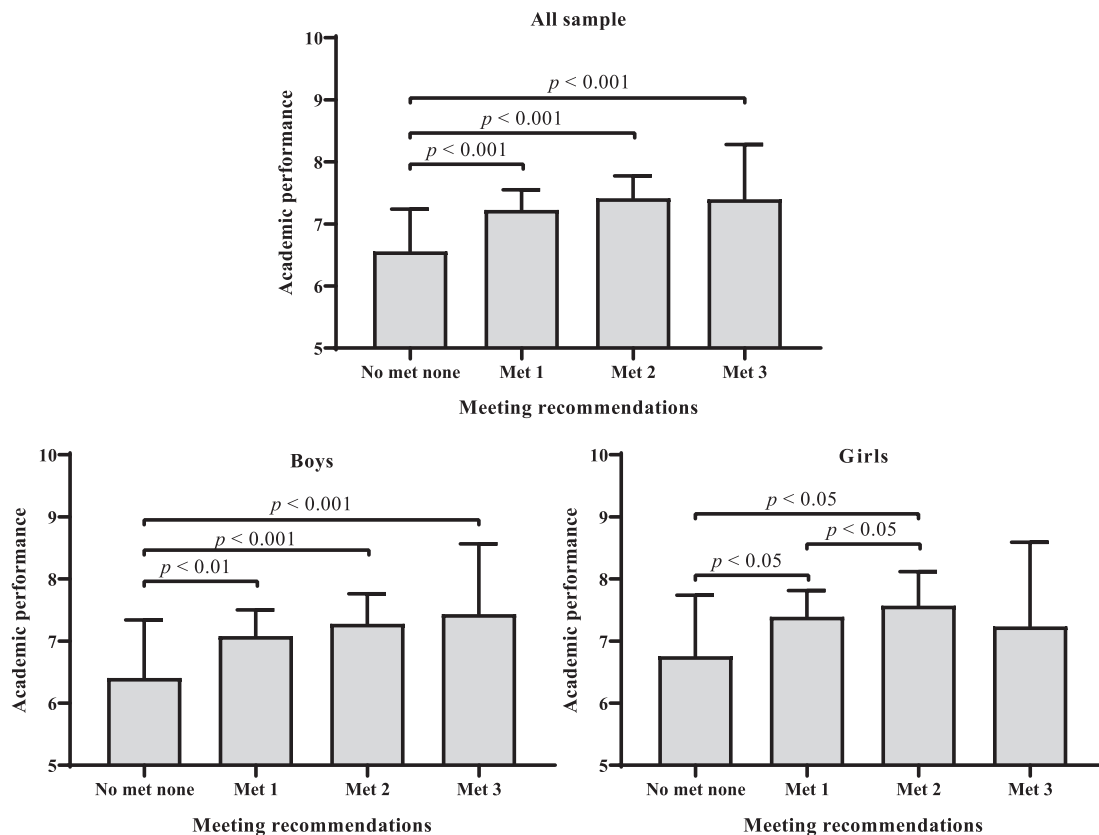 All sample
10
p < 0.001
9
p < 0.001
p < 0.001
8
7
6
5
Academic performance
No met none Met 1 Met 2 Met 3
Meeting recommendations
Boys
10
p < 0.001
9
p < 0.001
p < 0.01
8
7
6
5
Academic performance
No met none Met 1 Met 2 Met 3
Meeting recommendations
Girls
10
p < 0.05
9
p < 0.05
p < 0.05
8
7
6
5
Academic performance
No met none Met 1 Met 2 Met 3
Meeting recommendations